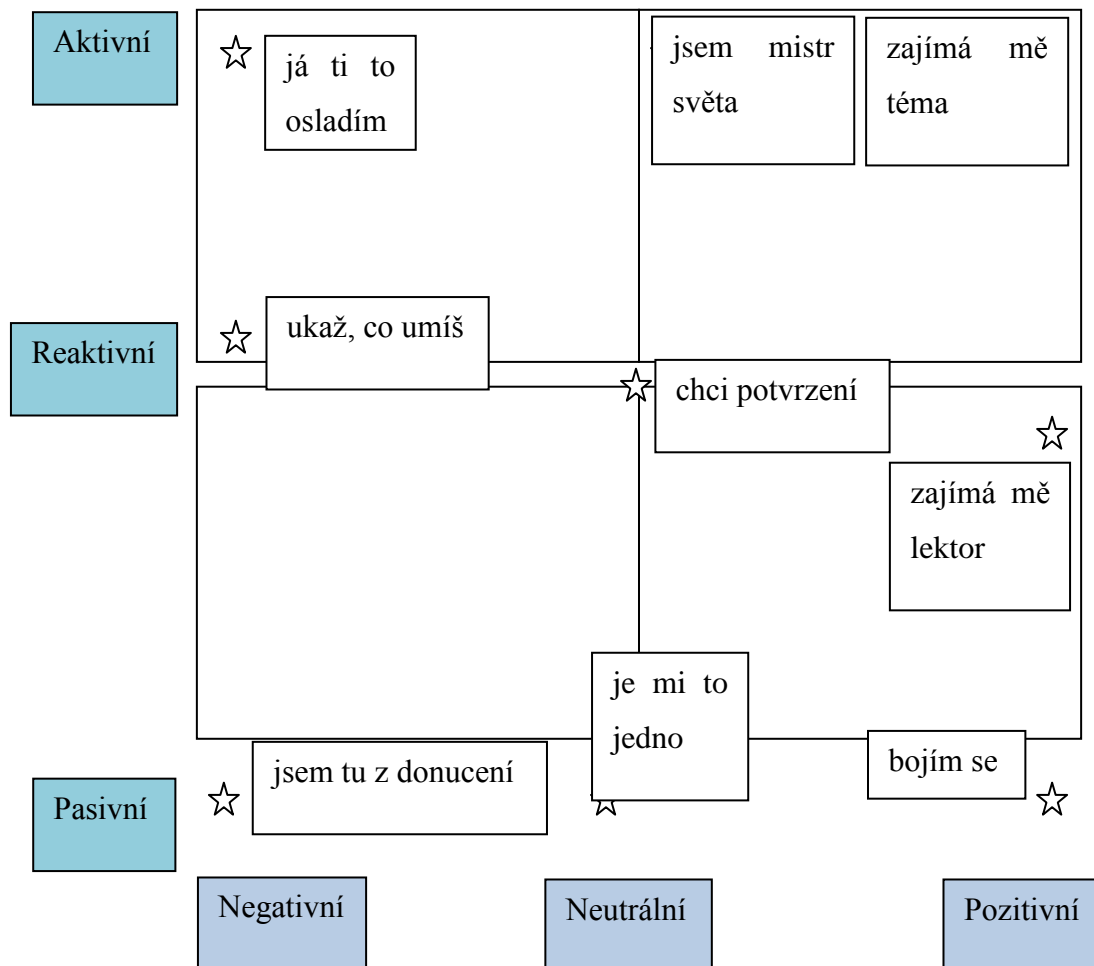 Aktivní
já ti to
osladím
jsem mistr
světa
zajímá mě
téma
Reaktivní
ukaž, co umíš
chci potvrzení
zajímá mě
lektor
je mi to
jedno
jsem tu z donucení
bojím se
Pasivní
Negativní
Neutrální
Pozitivní